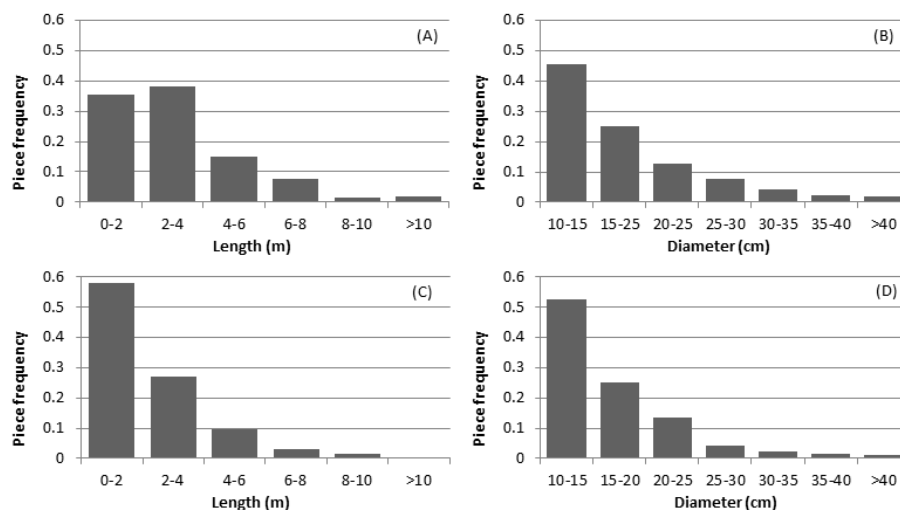 (A)
Piece frequency
0.6
0.5
0.4
0.3
0.2
0.1
0
0-2 2-4 4-6 6-8 8-10 >10
Length (m)
(B)
Piece frequency
0.6
0.5
0.4
0.3
0.2
0.1
0
10-15 15-25 20-25 25-30 30-35 35-40 >40
Diameter (cm)
(C)
Piece frequency
0.6
0.5
0.4
0.3
0.2
0.1
0
0-2 2-4 4-6 6-8 8-10 >10
Length (m)
(D)
Piece frequency
0.6
0.5
0.4
0.3
0.2
0.1
0
10-15 15-20 20-25 25-30 30-35 35-40 >40
Diameter (cm)